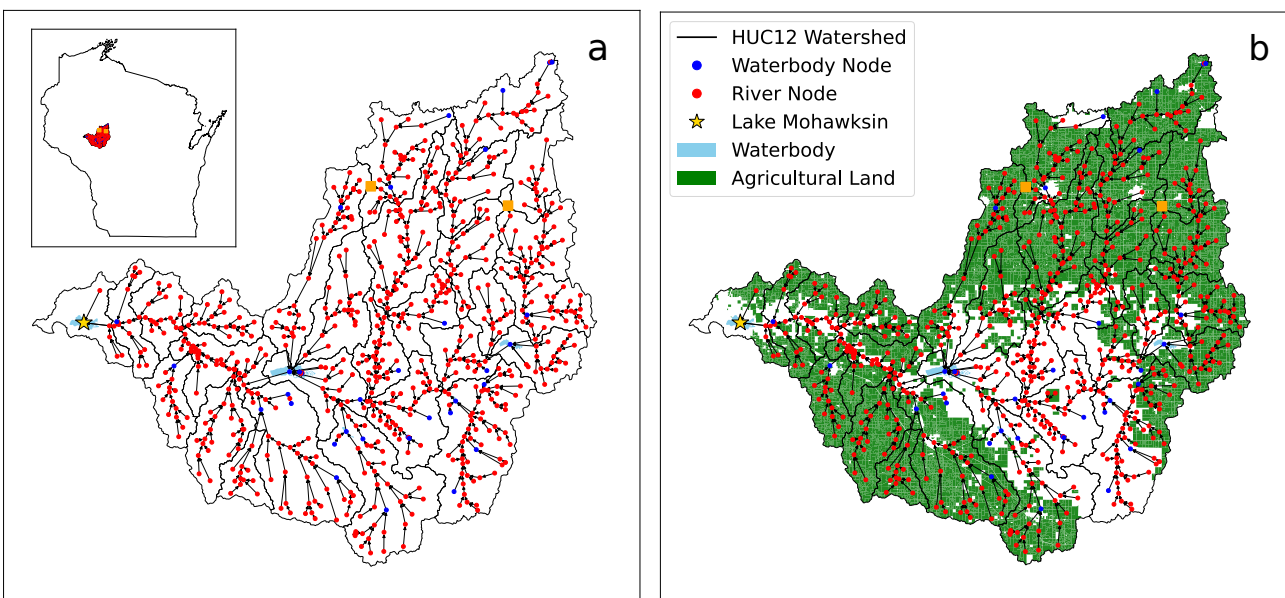 a
b
HUC12 Watershed
Waterbody Node
River Node
Lake Mohawksin
Waterbody
Agricultural Land